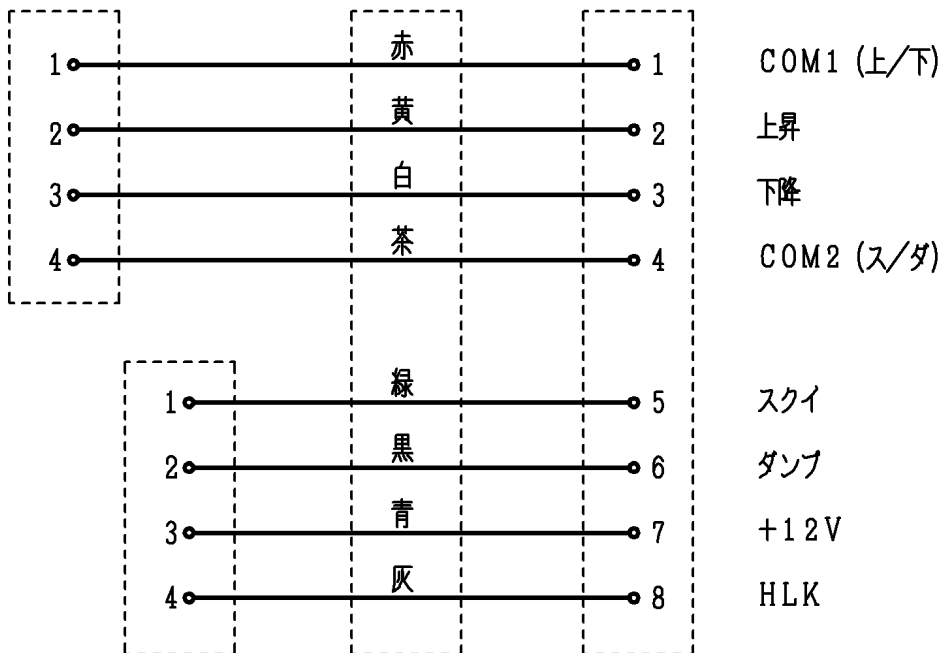 1 赤 1 COM1 (上/下)
2 黄 2 上昇
3 白 3 下降
4 茶 4 COM2 (ス/ダ)
1 緑 5 スクイ
2 黒 6 ダンプ
3 青 7 +12V
4 灰 8 HLK